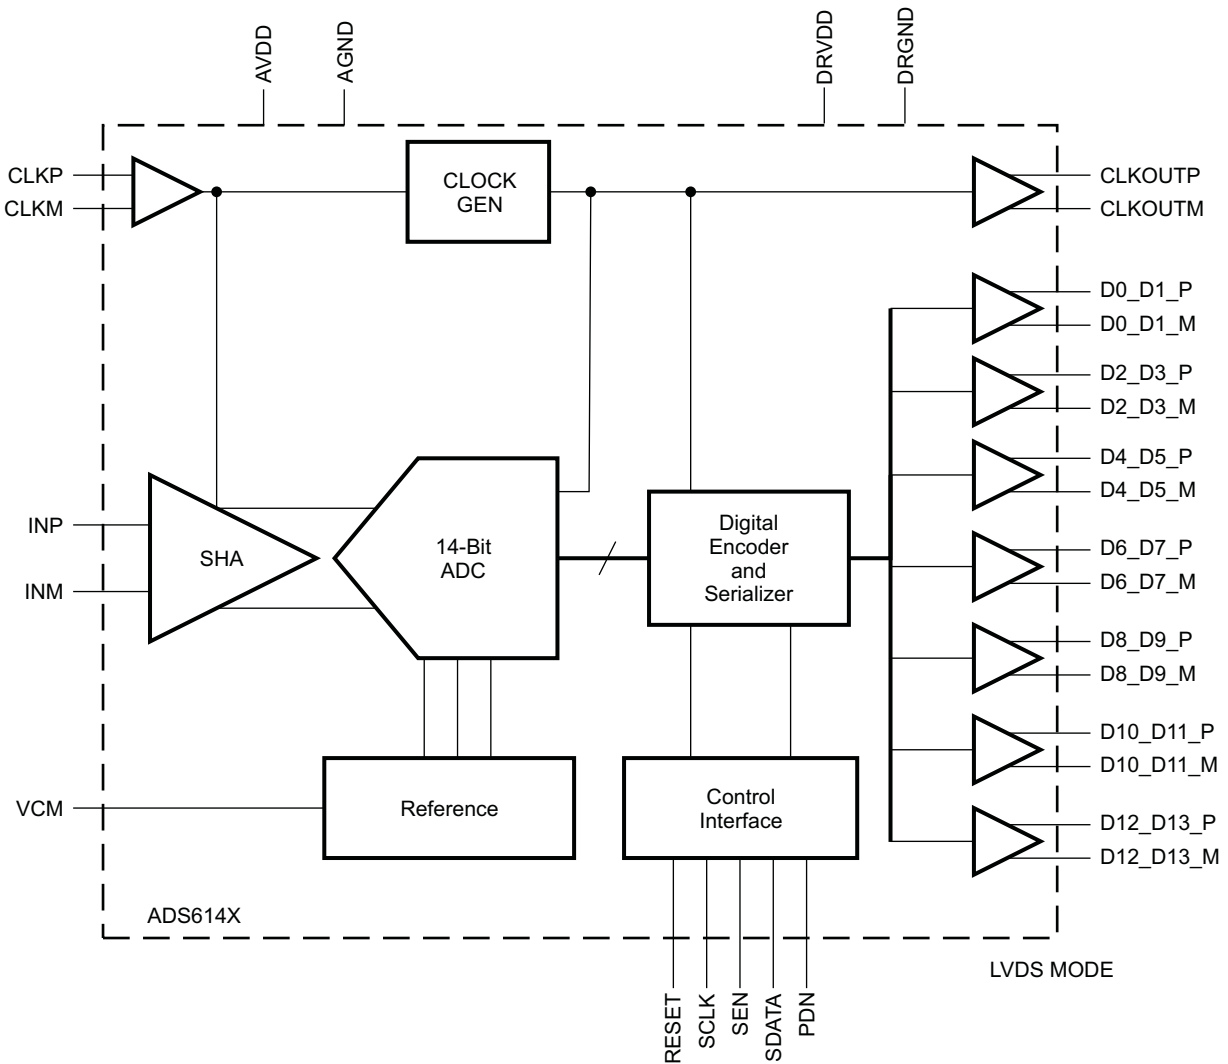 AVDD
AGND
DRVDD
DRGND
CLKP
CLKM
CLOCK
GEN
CLKOUTP
CLKOUTM
D0_D1_P
D0_D1_M
D2_D3_P
D2_D3_M
D4_D5_P
D4_D5_M
INP
INM
SHA
14-Bit
ADC
Digital
Encoder
and
Serializer
D6_D7_P
D6_D7_M
D8_D9_P
D8_D9_M
D10_D11_P
D10_D11_M
VCM
Reference
Control
Interface
D12_D13_P
D12_D13_M
ADS614X
LVDS MODE
RESET
SCLK
SEN
SDATA
PDN